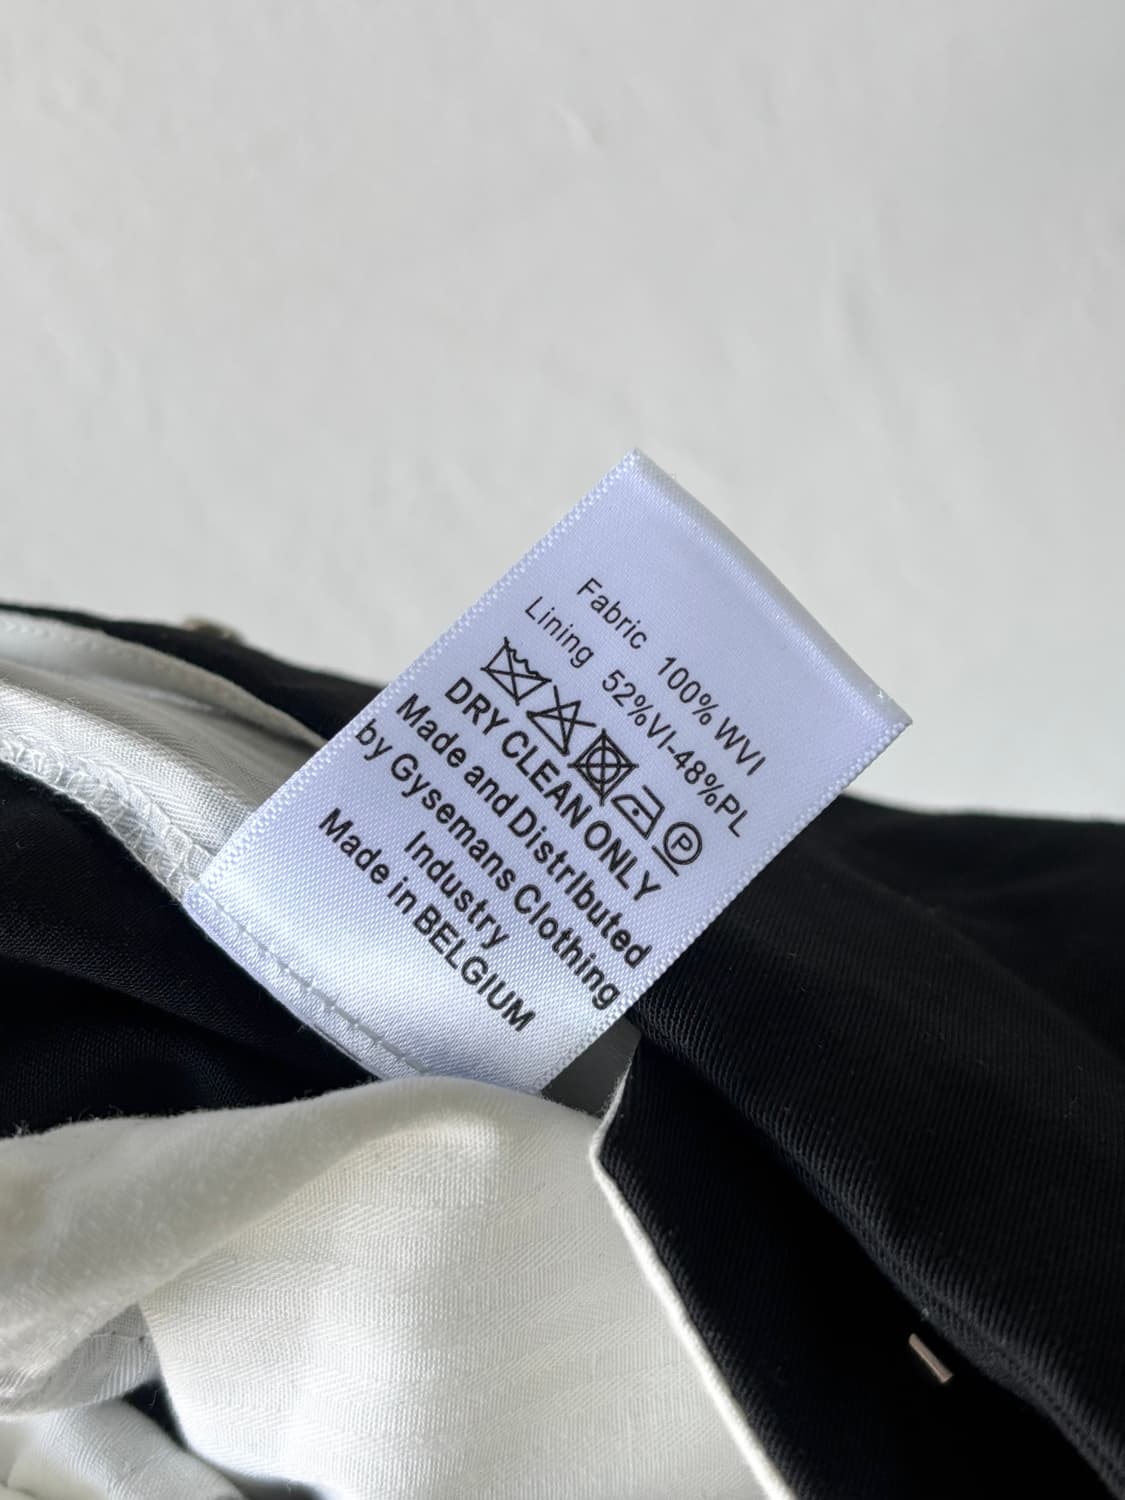 Fabric 100% WVI
Lining 52%VI-48%PL
P
DRY CLEAN ONLY
Made and Distributed
by Gysemans Clothing
Industry
Made in BELGIUM